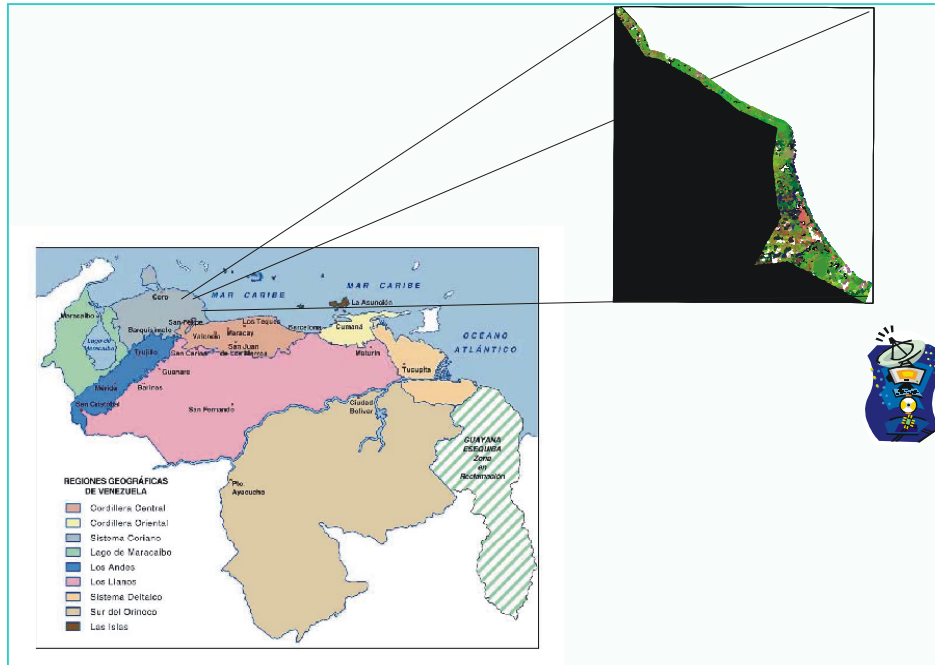 MAR CARIBE
MAR CARIBE
Coro
La Asunción
Maracaibo
San Felipe
Los Teques
Barcelona
Cumaná
Barquisimeto
Valencia
Maracay
OCÉANO
ATLÁNTICO
Lago de
Maracaibo
Trujillo
San Carlos
San Juan
de Los Morros
Maturín
Guanare
Tucupita
Mérida
Barinas
San Cristóbal
San Fernando
Ciudad
Bolívar
GUAYANA
ESEQUIBA
Zona
en
Reclamación
Pto.
Ayacucho
REGIONES GEOGRÁFICAS
DE VENEZUELA
Cordillera Central
Cordillera Oriental
Sistema Coriano
Lago de Maracaibo
Los Andes
Los Llanos
Sistema Deltaico
Sur del Orinoco
Las Islas